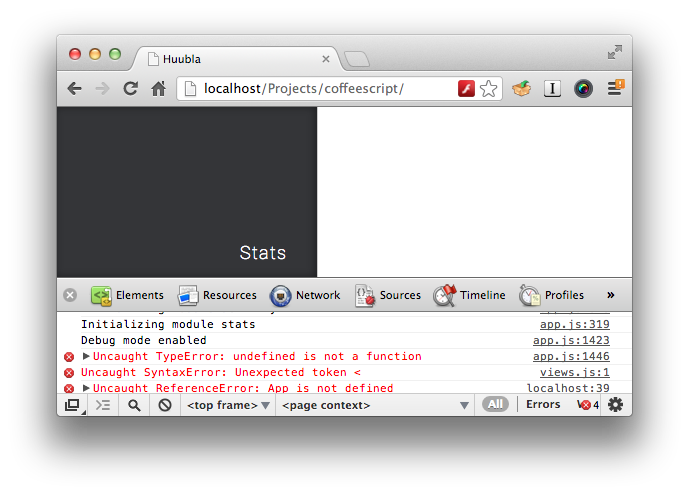 Huubla
localhost/Projects/coffeescript/
Stats
Elements Resources Network Sources Timeline Profiles »
Initializing module stats app.js:319
Debug mode enabled app.js:1423
Uncaught TypeError: undefined is not a function app.js:1446
Uncaught SyntaxError: Unexpected token < views.js:1
Uncaught ReferenceError: App is not defined localhost:39
<top frame> <page context> All Errors 4